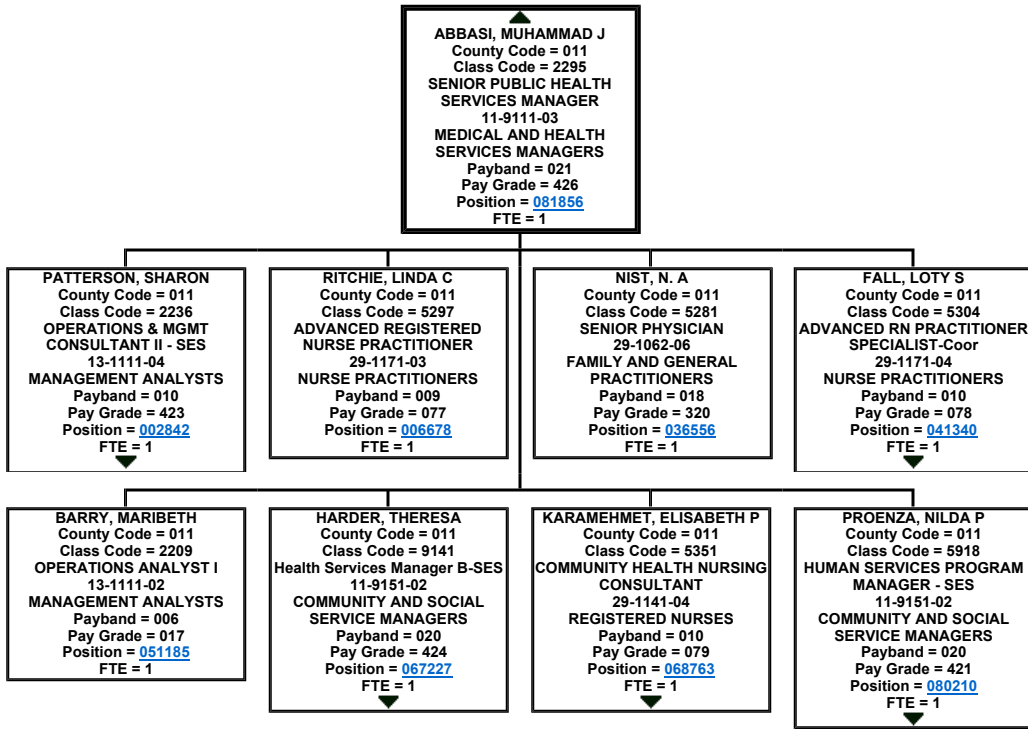 ABBASI, MUHAMMAD J
County Code = 011
Class Code = 2295
SENIOR PUBLIC HEALTH
SERVICES MANAGER
11-9111-03
MEDICAL AND HEALTH
SERVICES MANAGERS
Payband = 021
Pay Grade = 426
Position = 081856
FTE = 1
PATTERSON, SHARON
County Code = 011
Class Code = 2236
OPERATIONS & MGMT
CONSULTANT II - SES
13-1111-04
MANAGEMENT ANALYSTS
Payband = 010
Pay Grade = 423
Position = 002842
FTE = 1
RITCHIE, LINDA C
County Code = 011
Class Code = 5297
ADVANCED REGISTERED
NURSE PRACTITIONER
29-1171-03
NURSE PRACTITIONERS
Payband = 009
Pay Grade = 077
Position = 006678
FTE = 1
NIST, N. A
County Code = 011
Class Code = 5281
SENIOR PHYSICIAN
29-1062-06
FAMILY AND GENERAL
PRACTITIONERS
Payband = 018
Pay Grade = 320
Position = 036556
FTE = 1
FALL, LOTY S
County Code = 011
Class Code = 5304
ADVANCED RN PRACTITIONER
SPECIALIST-Coor
29-1171-04
NURSE PRACTITIONERS
Payband = 010
Pay Grade = 078
Position = 041340
FTE = 1
BARRY, MARIBETH
County Code = 011
Class Code = 2209
OPERATIONS ANALYST I
13-1111-02
MANAGEMENT ANALYSTS
Payband = 006
Pay Grade = 017
Position = 051185
FTE = 1
HARDER, THERESA
County Code = 011
Class Code = 9141
Health Services Manager B-SES
11-9151-02
COMMUNITY AND SOCIAL
SERVICE MANAGERS
Payband = 020
Pay Grade = 424
Position = 067227
FTE = 1
KARAMEHMET, ELISABETH P
County Code = 011
Class Code = 5351
COMMUNITY HEALTH NURSING
CONSULTANT
29-1141-04
REGISTERED NURSES
Payband = 010
Pay Grade = 079
Position = 068763
FTE = 1
PROENZA, NILDA P
County Code = 011
Class Code = 5918
HUMAN SERVICES PROGRAM
MANAGER - SES
11-9151-02
COMMUNITY AND SOCIAL
SERVICE MANAGERS
Payband = 020
Pay Grade = 421
Position = 080210
FTE = 1